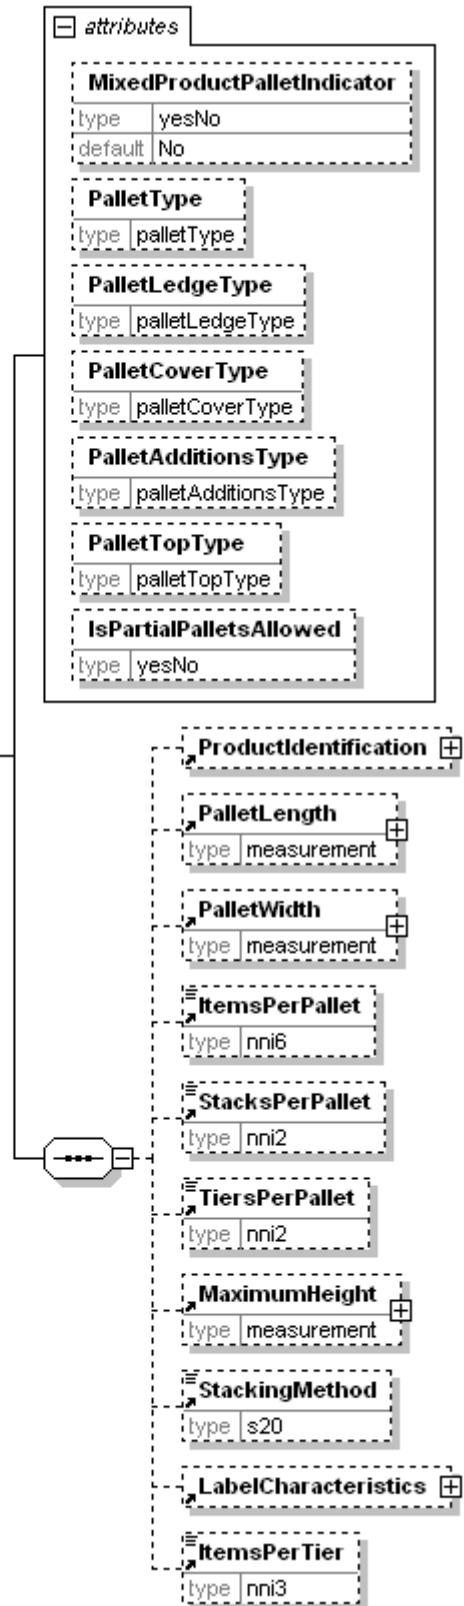 attributes
MixedProductPalletIndicator
type yesNo
default No
PalletType
type palletType
PalletLedgeType
type palletLedgeType
PalletCoverType
type palletCoverType
PalletAdditionsType
type palletAdditionsType
PalletTopType
type palletTopType
IsPartialPalletsAllowed
type yesNo
ProductIdentification
PalletLength
type measurement
PalletWidth
type measurement
ItemsPerPallet
type nni6
StacksPerPallet
type nni2
TiersPerPallet
type nni2
MaximumHeight
type measurement
StackingMethod
type s20
LabelCharacteristics
ItemsPerTier
type nni3